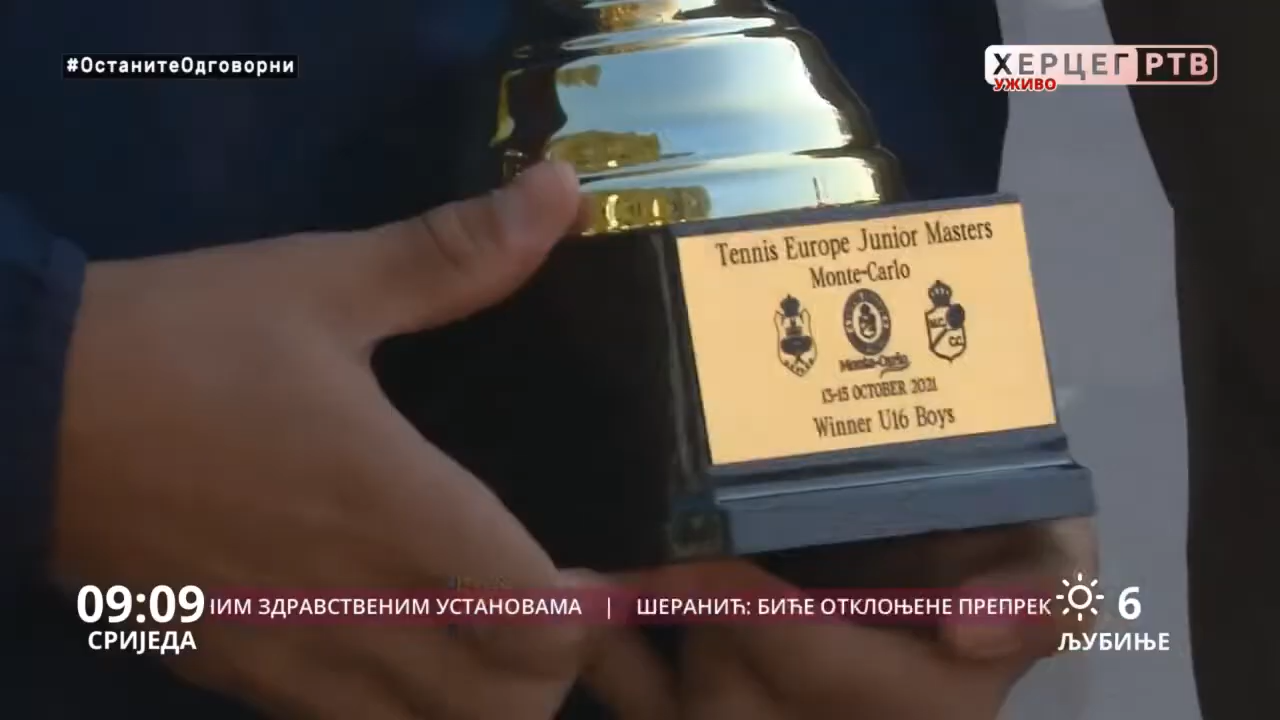 #ОстанитеОдговорни
ХЕРЦЕГ РТВ
УЖИВО
Tennis Europe Junior Masters
Monte-Carlo
M.C.
C.C.
Monte-Carlo
13-15 OCTOBER 2021
Winner U16 Boys
09:09
ЗДРАВСТВЕНИМ УСТАНОВАМА | ШЕРАНИЋ: БИЋЕ ОТКЛОЊЕНЕ ПРЕПРЕК
6
СРИЈЕДА
ЉУБИЊЕ